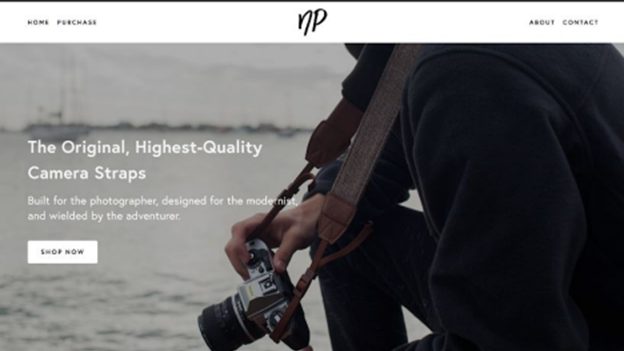 HOME PURCHASE
NP
ABOUT CONTACT
The Original, Highest-Quality
Camera Straps
Built for the photographer, designed for the modernist,
and wielded by the adventurer.
SHOP NOW